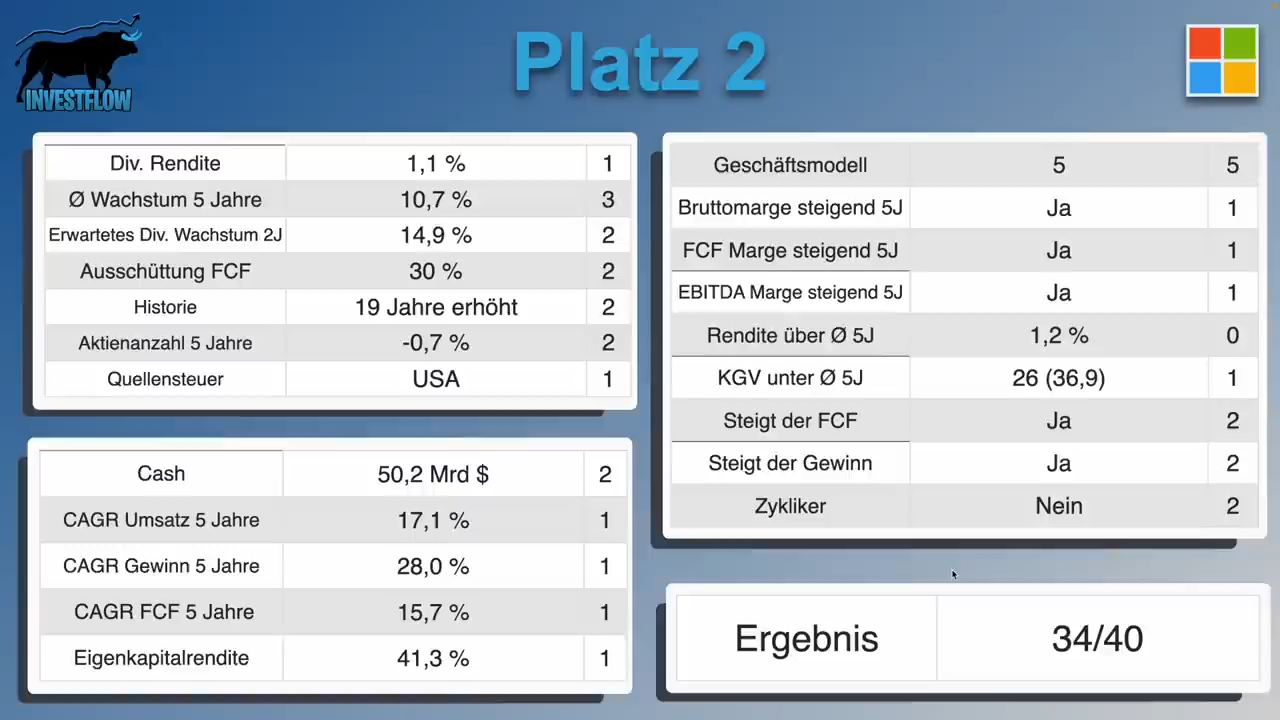 INVESTFLOW
Platz 2
Div. Rendite 1,1 % 1
Ø Wachstum 5 Jahre 10,7 % 3
Erwartetes Div. Wachstum 2J 14,9 % 2
Ausschüttung FCF 30 % 2
Historie 19 Jahre erhöht 2
Aktienanzahl 5 Jahre -0,7 % 2
Quellensteuer USA 1
Cash 50,2 Mrd $ 2
CAGR Umsatz 5 Jahre 17,1 % 1
CAGR Gewinn 5 Jahre 28,0 % 1
CAGR FCF 5 Jahre 15,7 % 1
Eigenkapitalrendite 41,3 % 1
Geschäftsmodell 5 5
Bruttomarge steigend 5J Ja 1
FCF Marge steigend 5J Ja 1
EBITDA Marge steigend 5J Ja 1
Rendite über Ø 5J 1,2 % 0
KGV unter Ø 5J 26 (36,9) 1
Steigt der FCF Ja 2
Steigt der Gewinn Ja 2
Zykliker Nein 2
Ergebnis 34/40